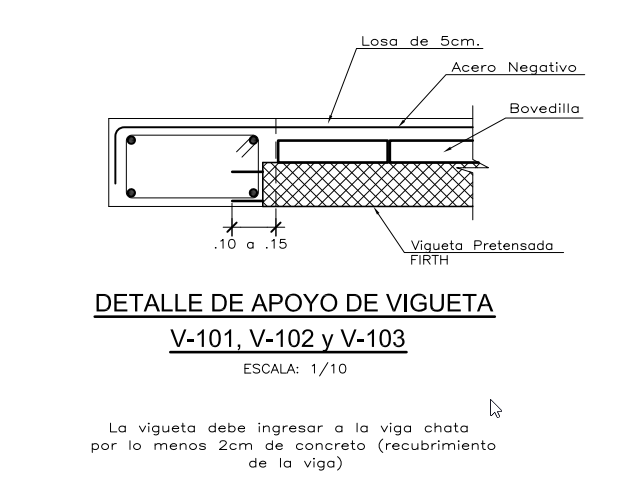 Losa de 5cm.
Acero Negativo
Bovedilla
.10 a .15
Vigueta Pretensada
FIRTH
DETALLE DE APOYO DE VIGUETA
V-101, V-102 y V-103
ESCALA: 1/10
La vigueta debe ingresar a la viga chata
por lo menos 2cm de concreto (recubrimiento
de la viga)